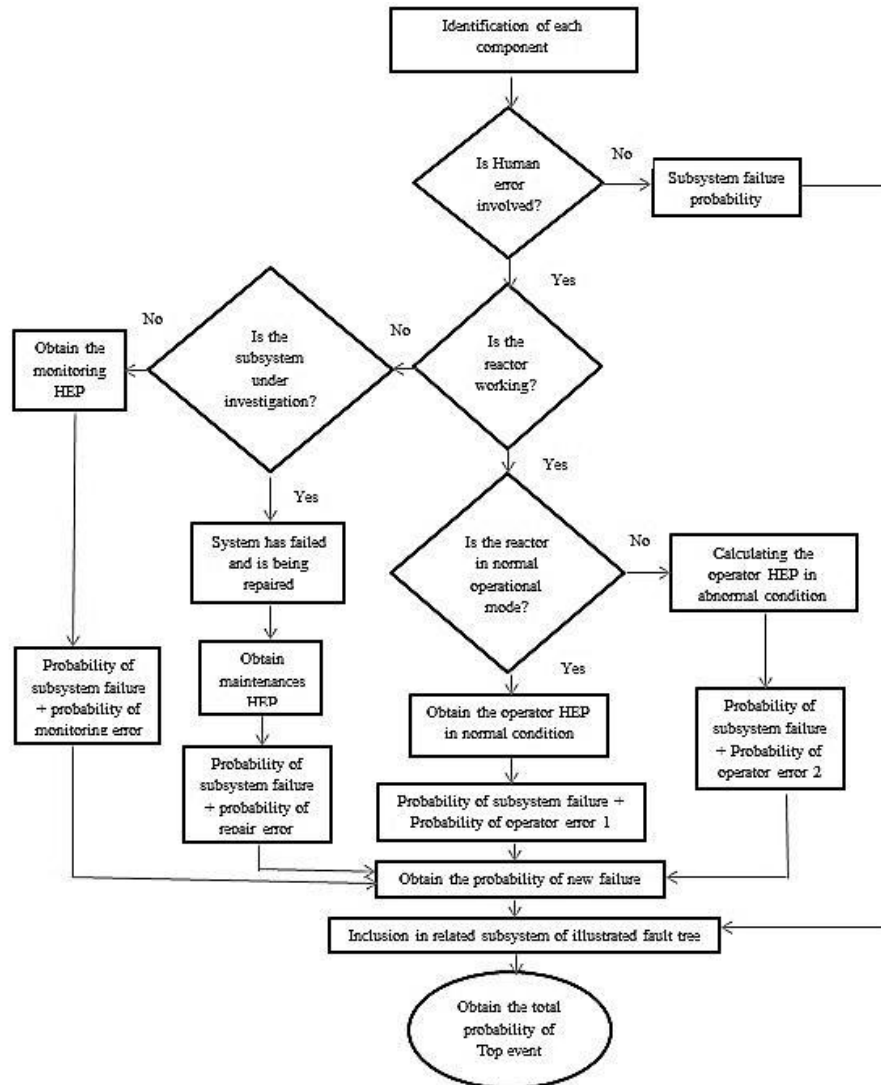 Identification of each
component
Is Human
error
involved?
No
Subsystem failure
probability
Yes
Is the
reactor
working?
No
Is the
subsystem
under
investigation?
No
Obtain the
monitoring
HEP
Yes
Yes
System has failed
and is being
repaired
Is the reactor
in normal
operational
mode?
No
Calculating the
operator HEP in
abnormal condition
Obtain
maintenances
HEP
Yes
Probability of
subsystem failure
+ probability of
monitoring error
Obtain the operator HEP
in normal condition
Probability of
subsystem failure
+ Probability of
operator error 2
Probability of
subsystem failure
+ probability of
repair error
Probability of subsystem failure +
Probability of operator error 1
Obtain the probability of new failure
Inclusion in related subsystem of illustrated fault tree
Obtain the total
probability of
Top event